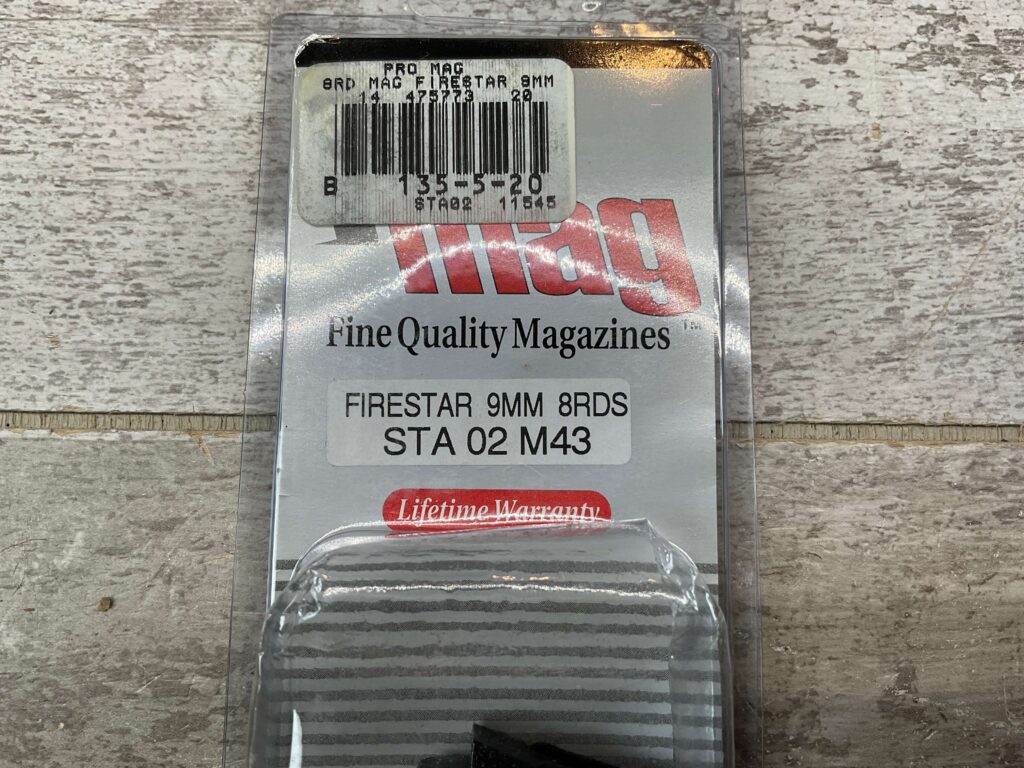 PRO MAG
8RD MAG FIRESTAR 9MM
14 475773 20
B 135-5-20
STA02 11545
mag
Fine Quality Magazines ™
FIRESTAR 9MM 8RDS
STA 02 M43
Lifetime Warranty